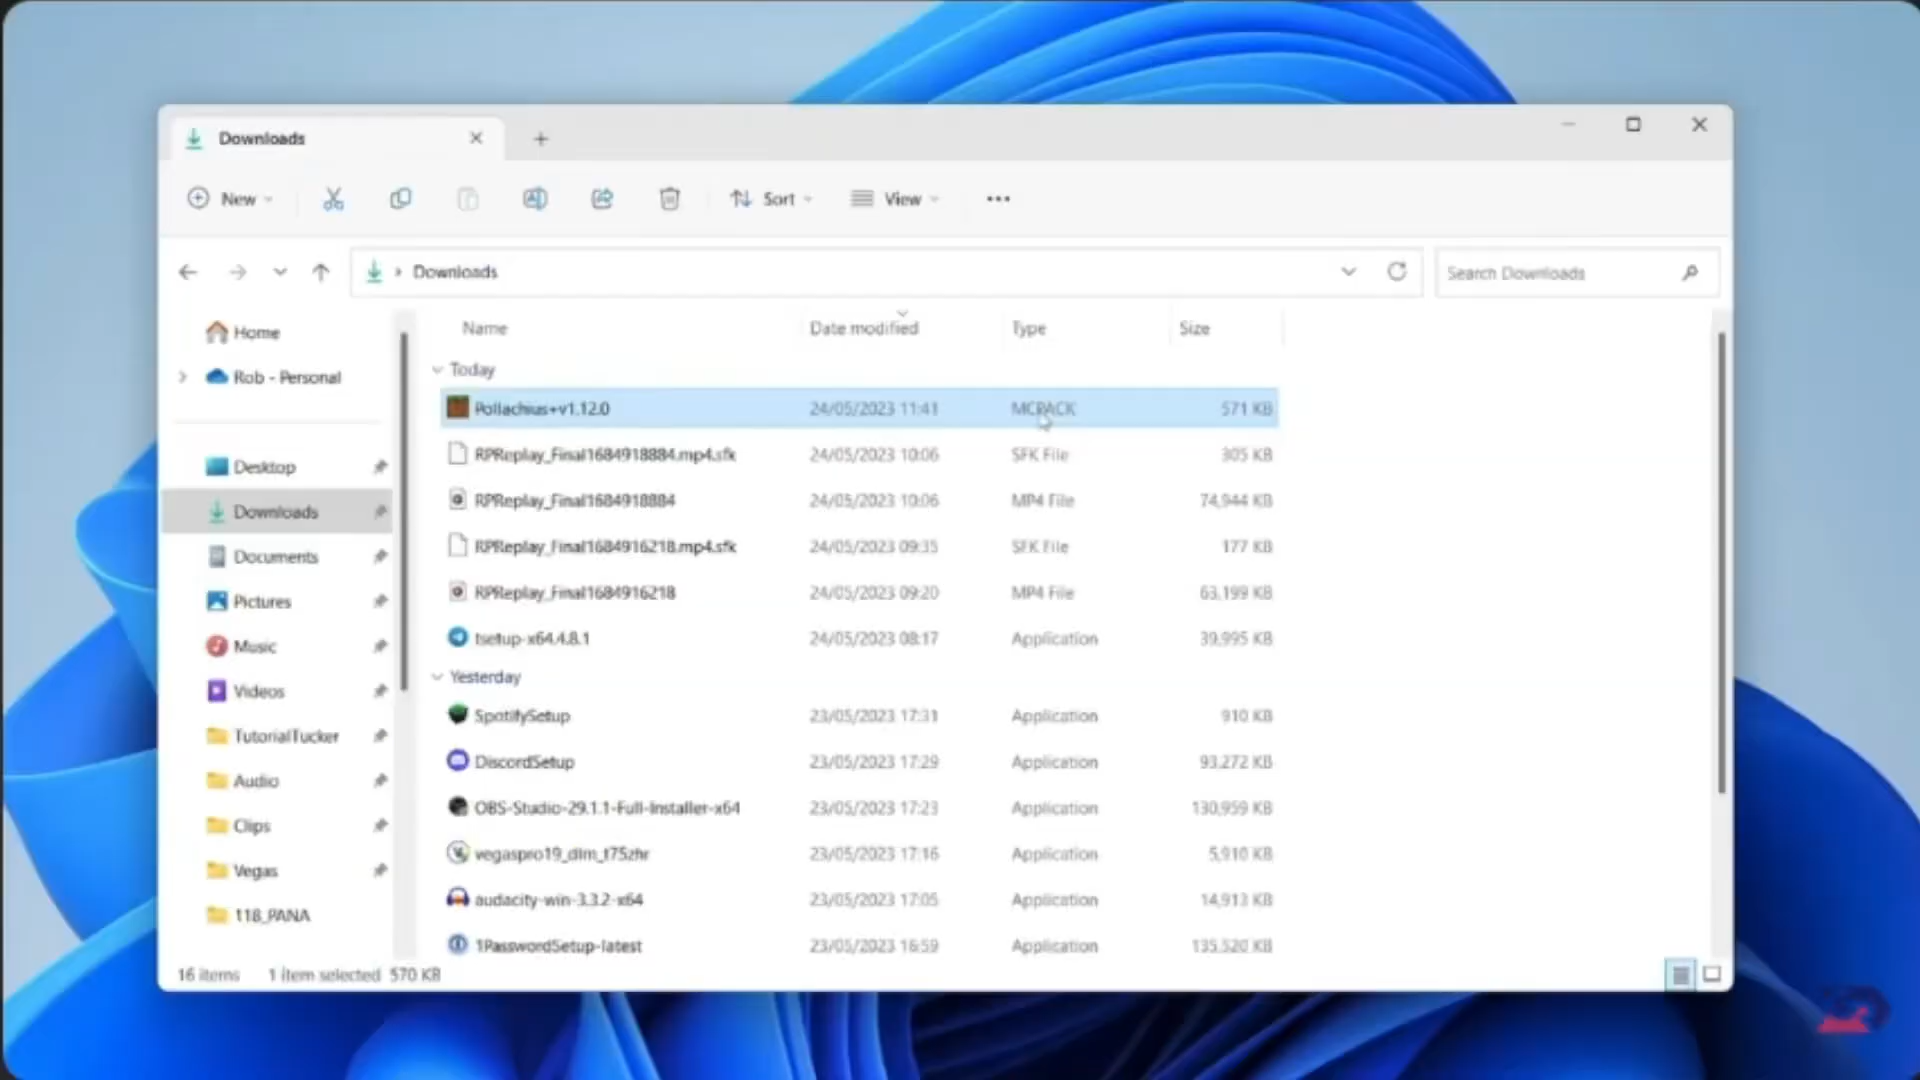 Downloads
New
Sort
View
Downloads
Search Downloads
Home
Rob - Personal
Desktop
Downloads
Documents
Pictures
Music
Videos
TutorialTucker
Audio
Clips
Vegas
118_PANA
Name Date modified Type Size
Today
Pollachius+v1.12.0 24/05/2023 11:41 MCPACK 571 KB
RPReplay_Final1684918884.mp4.sfk 24/05/2023 10:06 SFK File 305 KB
RPReplay_Final1684918884 24/05/2023 10:06 MP4 File 74,944 KB
RPReplay_Final1684916218.mp4.sfk 24/05/2023 09:35 SFK File 177 KB
RPReplay_Final1684916218 24/05/2023 09:20 MP4 File 63,199 KB
tsetup-x64.4.8.1 24/05/2023 08:17 Application 39,995 KB
Yesterday
SpotifySetup 23/05/2023 17:31 Application 910 KB
DiscordSetup 23/05/2023 17:29 Application 93,272 KB
OBS-Studio-29.1.1-Full-Installer-x64 23/05/2023 17:23 Application 130,959 KB
vegaspro19_dlm_t75zhr 23/05/2023 17:16 Application 5,910 KB
audacity-win-3.3.2-x64 23/05/2023 17:05 Application 14,913 KB
1PasswordSetup-latest 23/05/2023 16:59 Application 135,520 KB
16 items 1 item selected 570 KB